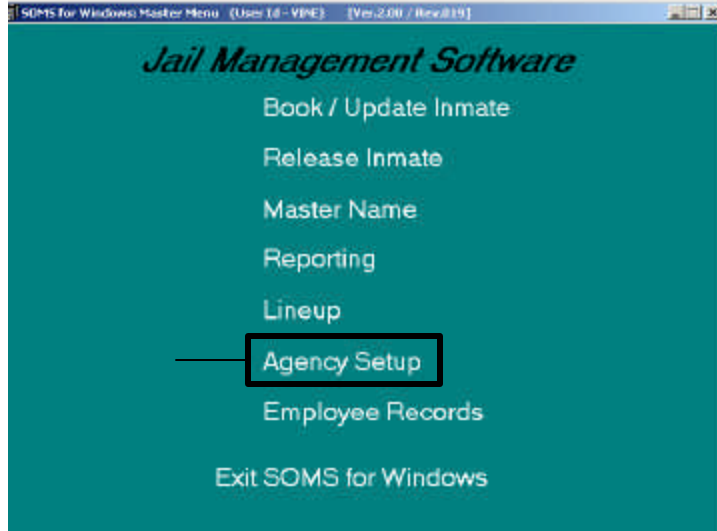 SOMS for Windows: Master Menu (User Id - VINE) [Ver.2.00 / Rev.019]
Jail Management Software
Book / Update Inmate
Release Inmate
Master Name
Reporting
Lineup
Agency Setup
Employee Records
Exit SOMS for Windows